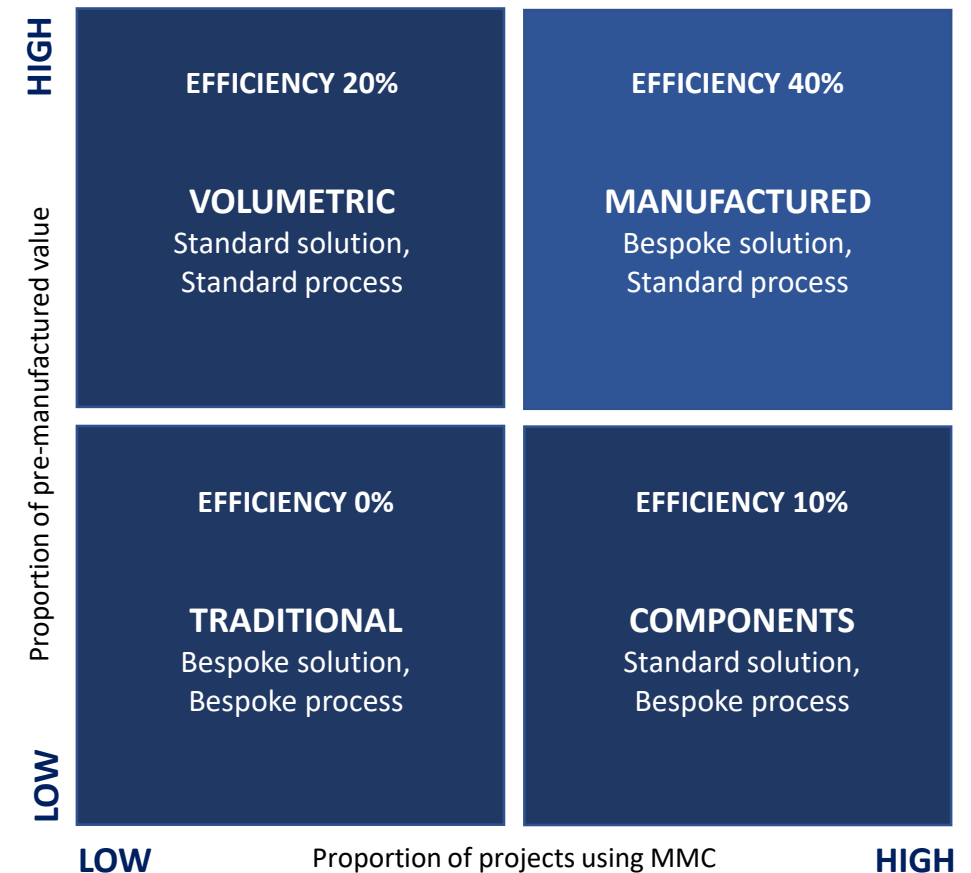 HIGH
Proportion of pre-manufactured value
LOW
EFFICIENCY 20%
VOLUMETRIC
Standard solution,
Standard process
EFFICIENCY 40%
MANUFACTURED
Bespoke solution,
Standard process
EFFICIENCY 0%
TRADITIONAL
Bespoke solution,
Bespoke process
EFFICIENCY 10%
COMPONENTS
Standard solution,
Bespoke process
LOW
Proportion of projects using MMC
HIGH